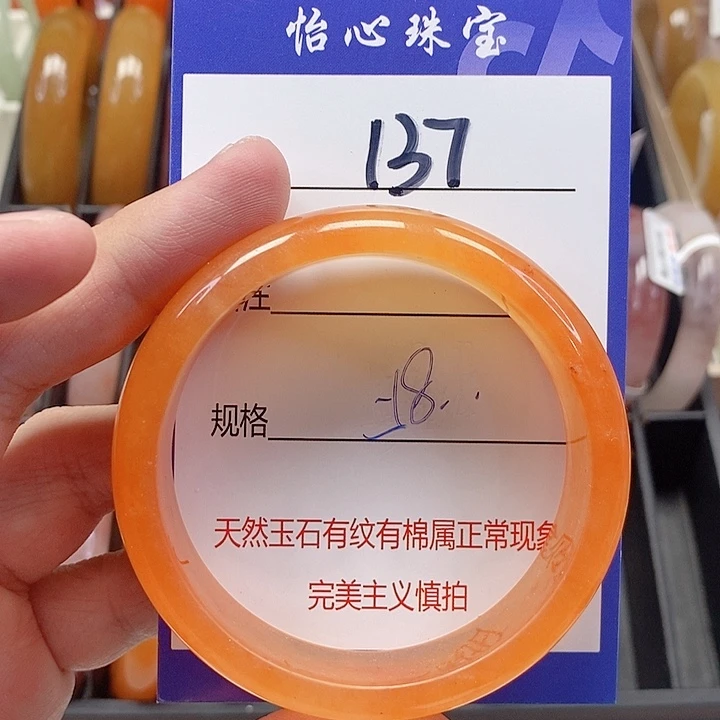 怡心珠宝
137
注
规格 -18..
天然玉石有纹有棉属正常现象
完美主义慎拍